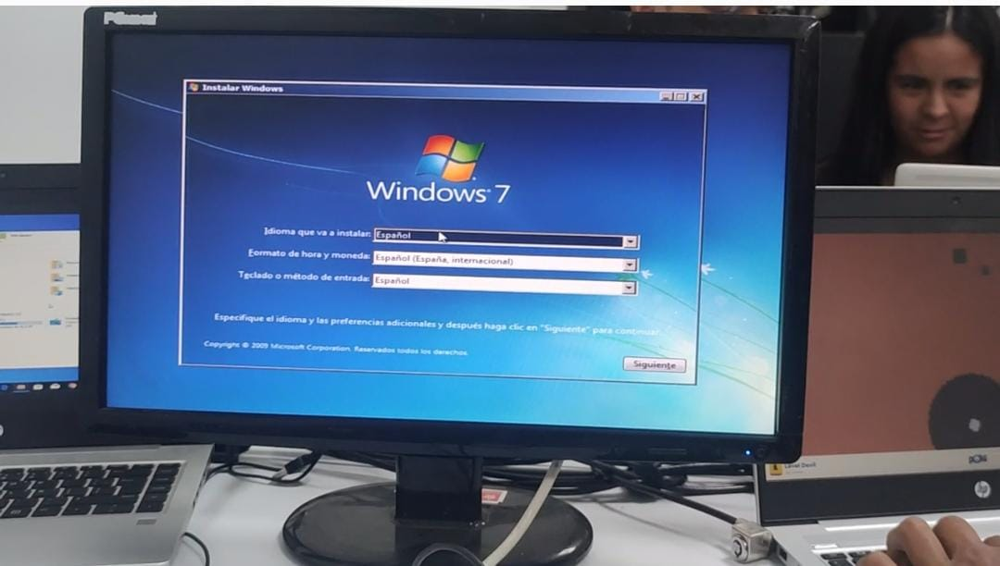 Instalar Windows
Windows 7
Idioma que va a instalar: Español
Formato de hora y moneda: Español (España, internacional)
Teclado o método de entrada: Español
Especifique el idioma y las preferencias adicionales y después haga clic en "Siguiente" para continuar.
Copyright © 2009 Microsoft Corporation. Reservados todos los derechos.
Siguiente
Level Devil
poki
hp